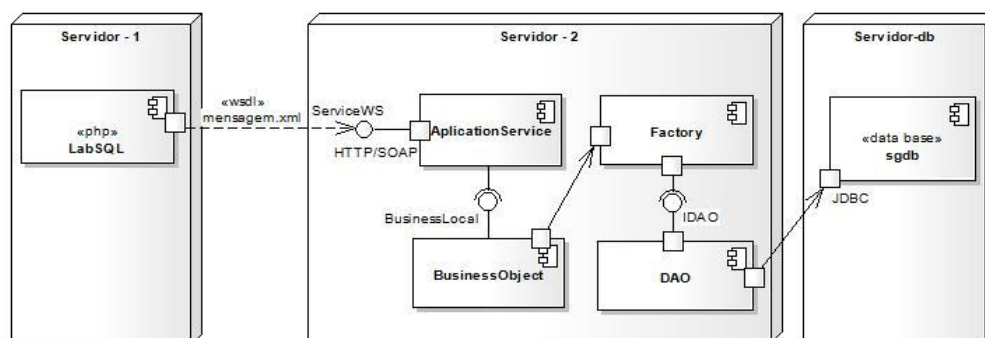 Servidor - 1
«php»
LabSQL
«wsdl»
mensagem.xml
Servidor - 2
ServiceWS
HTTP/SOAP
AplicationService
Factory
BusinessLocal
IDAO
BusinessObject
DAO
Servidor-db
«data base»
sgdb
JDBC